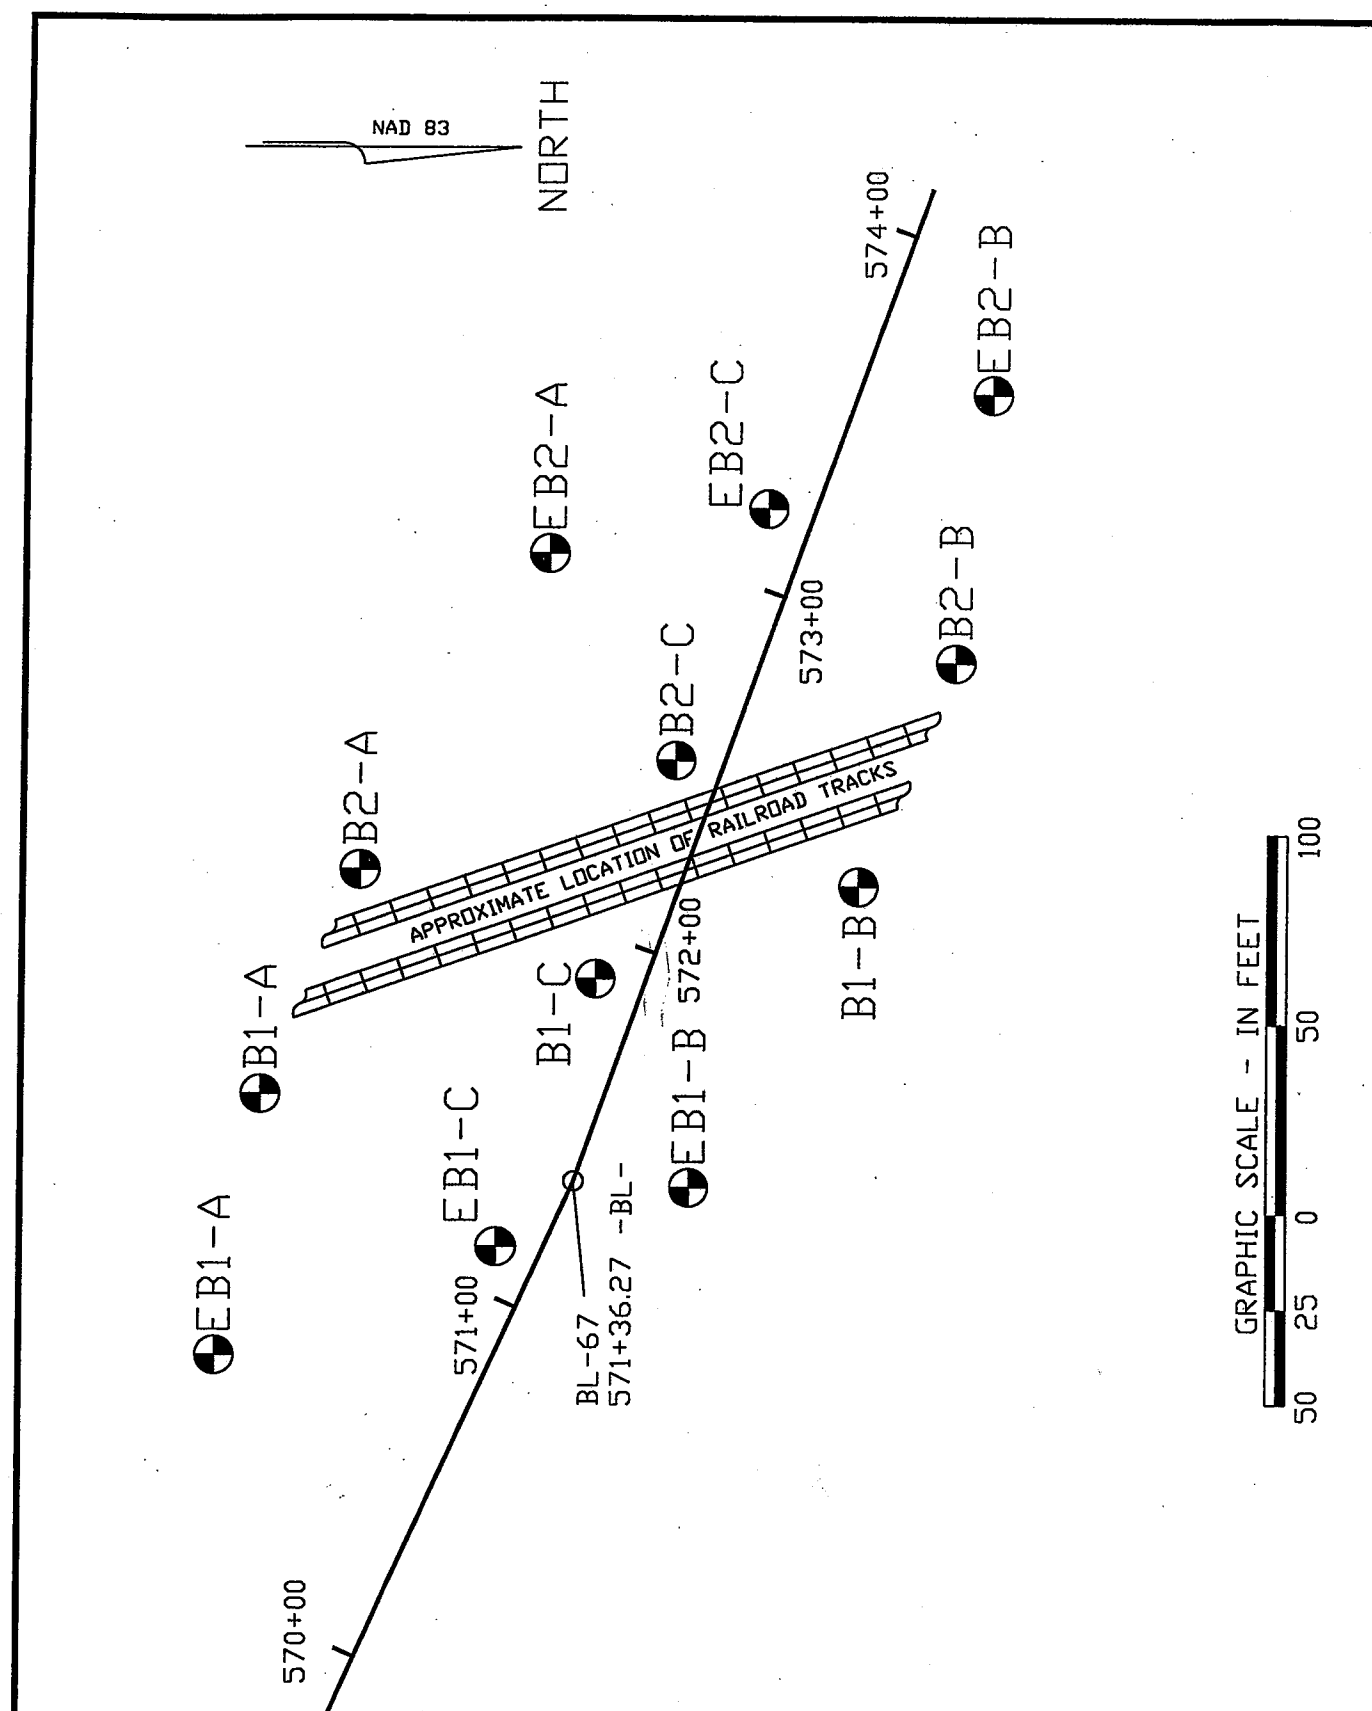 NAD 83
NORTH
574+00
EB2-B
EB2-C
EB2-A
B2-B
573+00
B2-C
B2-A
APPROXIMATE LOCATION OF RAILROAD TRACKS
B1-B
572+00
B1-C
B1-A
EB1-B
EB1-C
EB1-A
571+00
BL-67
571+36.27 -BL-
570+00
GRAPHIC SCALE - IN FEET
50 25 0 50 100